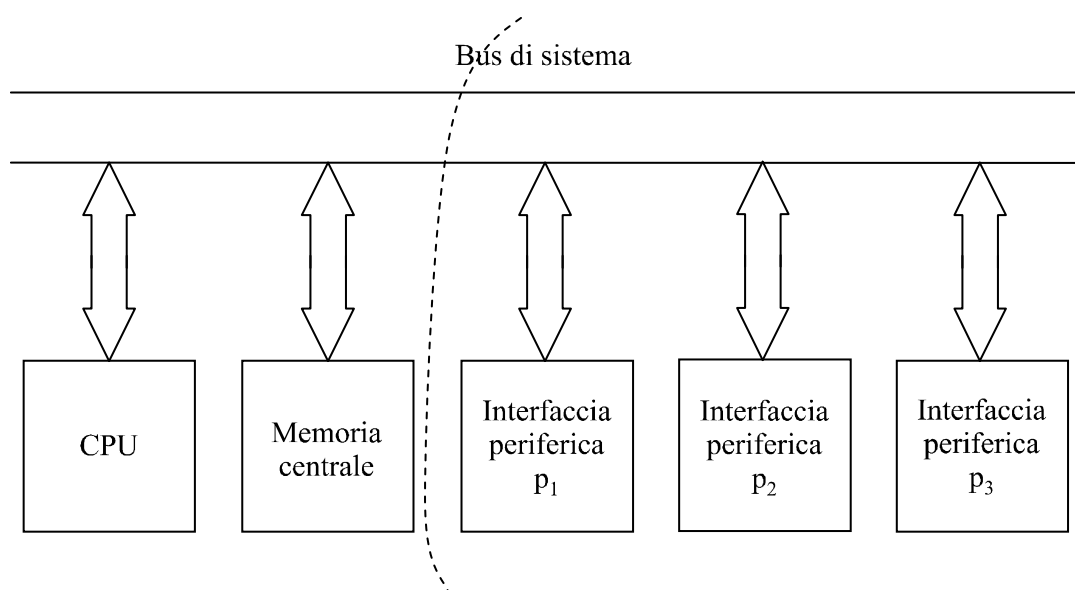 Bus di sistema
CPU
Memoria
centrale
Interfaccia
periferica
p₁
Interfaccia
periferica
p₂
Interfaccia
periferica
p₃